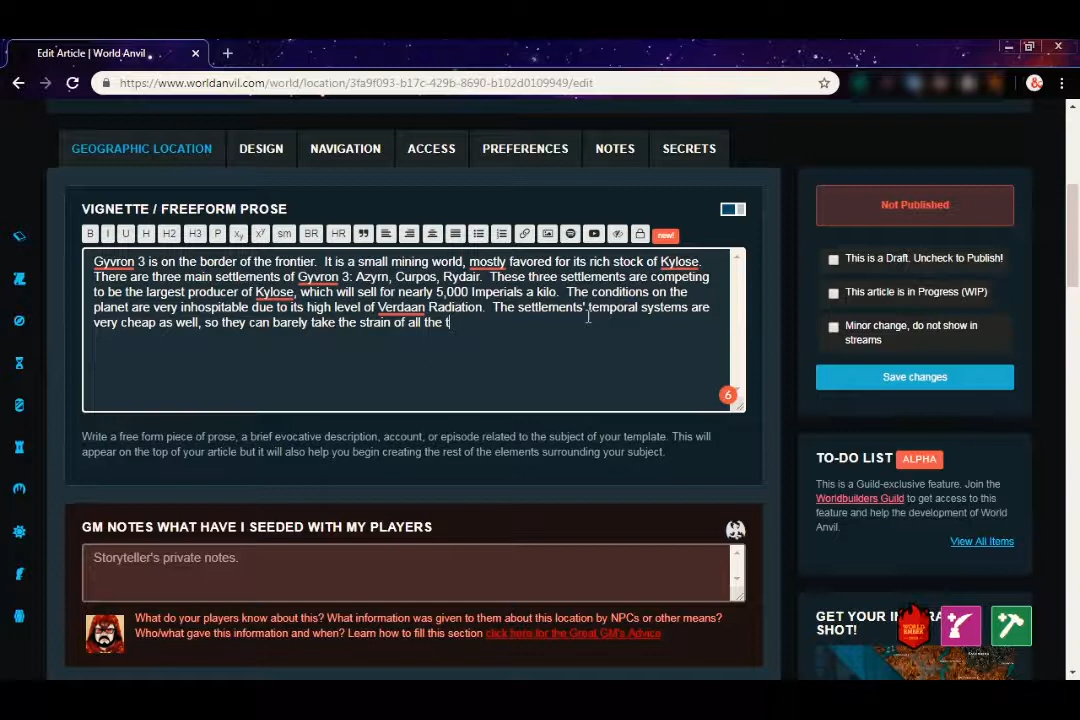 Edit Article | World Anvil
https://www.worldanvil.com/world/location/3fa9f093-b17c-429b-8690-b102d0109949/edit
GEOGRAPHIC LOCATION
DESIGN
NAVIGATION
ACCESS
PREFERENCES
NOTES
SECRETS
VIGNETTE / FREEFORM PROSE
B I U H H2 H3 P xy xy sm BR HR new!
Gyvron 3 is on the border of the frontier. It is a small mining world, mostly favored for its rich stock of Kylose.
There are three main settlements of Gyvron 3: Azyrn, Curpos, Rydair. These three settlements are competing
to be the largest producer of Kylose, which will sell for nearly 5,000 Imperials a kilo. The conditions on the
planet are very inhospitable due to its high level of Verdaan Radiation. The settlements' temporal systems are
very cheap as well, so they can barely take the strain of all the t
6
Write a free form piece of prose, a brief evocative description, account, or episode related to the subject of your template. This will
appear on the top of your article but it will also help you begin creating the rest of the elements surrounding your subject.
GM NOTES WHAT HAVE I SEEDED WITH MY PLAYERS
Storyteller's private notes.
What do your players know about this? What information was given to them about this location by NPCs or other means?
Who/what gave this information and when? Learn how to fill this section click here for the Great GM's Advice
Not Published
This is a Draft. Uncheck to Publish!
This article is in Progress (WIP)
Minor change, do not show in
streams
Save changes
TO-DO LIST ALPHA
This is a Guild-exclusive feature. Join the
Worldbuilders Guild to get access to this
feature and help the development of World
Anvil.
View All Items
GET YOUR
SHOT!